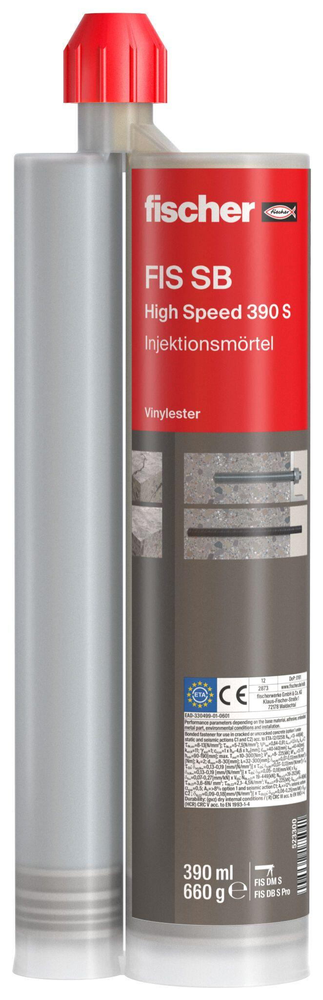 fischer
fischer
FIS SB
High Speed 390 S
Injektionsmörtel
Vinylester
ETA
CE
12
DoP: 0191
2873
www.fischer.de/sdb
fischerwerke GmbH & Co. KG
Klaus-Fischer-Straße 1
72178 Waldachtal
EAD-330499-01-0601
Performance parameters depending on the base material, adhesive, embedded
metal part, environmental conditions and installation.
Bonded fastener for use in cracked or uncracked concrete (option 1 under
static and seismic actions C1 and C2) acc. to ETA-12/0258:
Durability: (gvz) dry internal conditions / (R) CRC III acc. to EN 1993-1-4,
(HCR) CRC V acc. to EN 1993-1-4
523300
390 ml
660 g ℮
FIS DM S
FIS DB S Pro